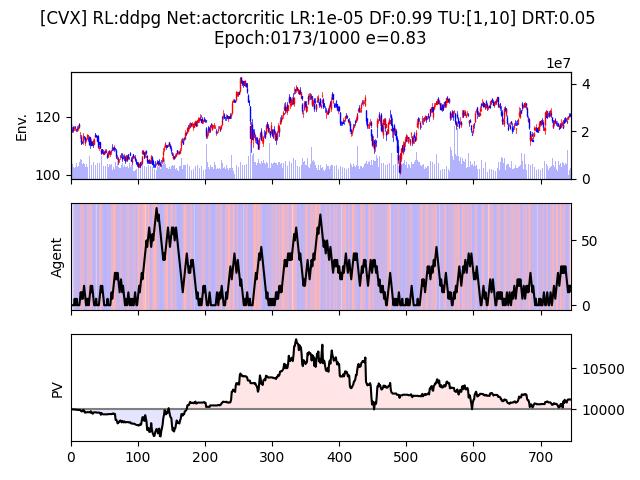 [CVX] RL:ddpg Net:actorcritic LR:1e-05 DF:0.99 TU:[1,10] DRT:0.05
Epoch:0173/1000 e=0.83
1e7
Env.
120
100
4
2
0
Agent
50
0
PV
10500
10000
0 100 200 300 400 500 600 700